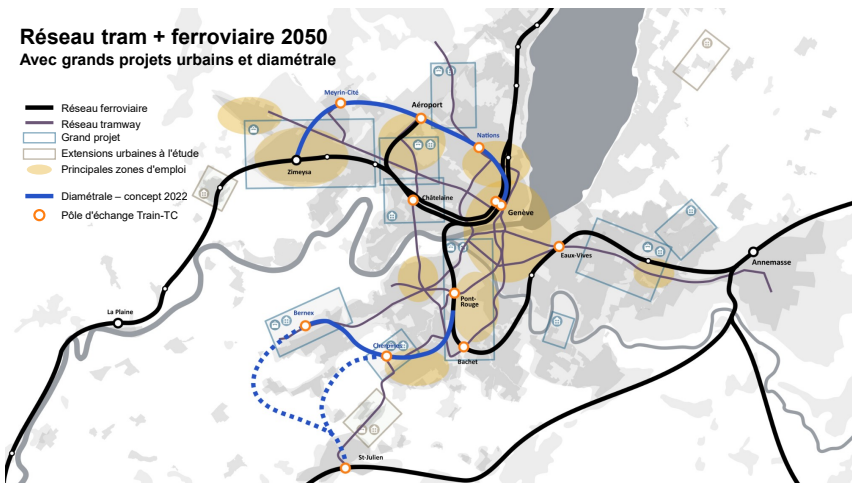 Réseau tram + ferroviaire 2050
Avec grands projets urbains et diamétrale
Réseau ferroviaire
Réseau tramway
Grand projet
Extensions urbaines à l'étude
Principales zones d'emploi
Diamétrale – concept 2022
Pôle d'échange Train-TC
Meyrin-Cité
Aéroport
Nations
Zimeysa
Châtelaine
Genève
Eaux-Vives
Annemasse
Pont-
Rouge
La Plaine
Bernex
Cherpines
Bachet
St-Julien